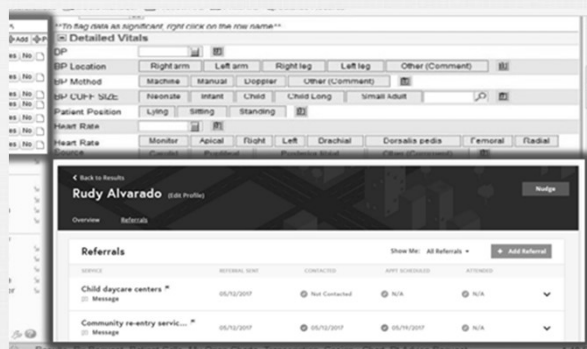 **To flag data as significant, right click on the row name**
Add
Detailed Vitals
BP Location Right arm Left arm Right leg Left leg Other (Comment)
BP Method Machine Manual Doppler Other (Comment)
BP CUFF SIZE Neonate Infant Child Child Long Small Adult
Patient Position Lying Sitting Standing
Heart Rate
Heart Rate Monitor Apical Right Left Brachial Dorsalis pedis Femoral Radial
Back to Results
Rudy Alvarado (Edit Profile)
Nudge
Overview Referrals
Referrals Show Me: All Referrals + Add Referral
SERVICE REFERRAL SENT CONTACTED APPT SCHEDULED ATTENDED
Child daycare centers
Message
05/12/2017 Not Contacted N/A N/A
Community re-entry servic...
Message
05/12/2017 05/12/2017 05/19/2017 N/A